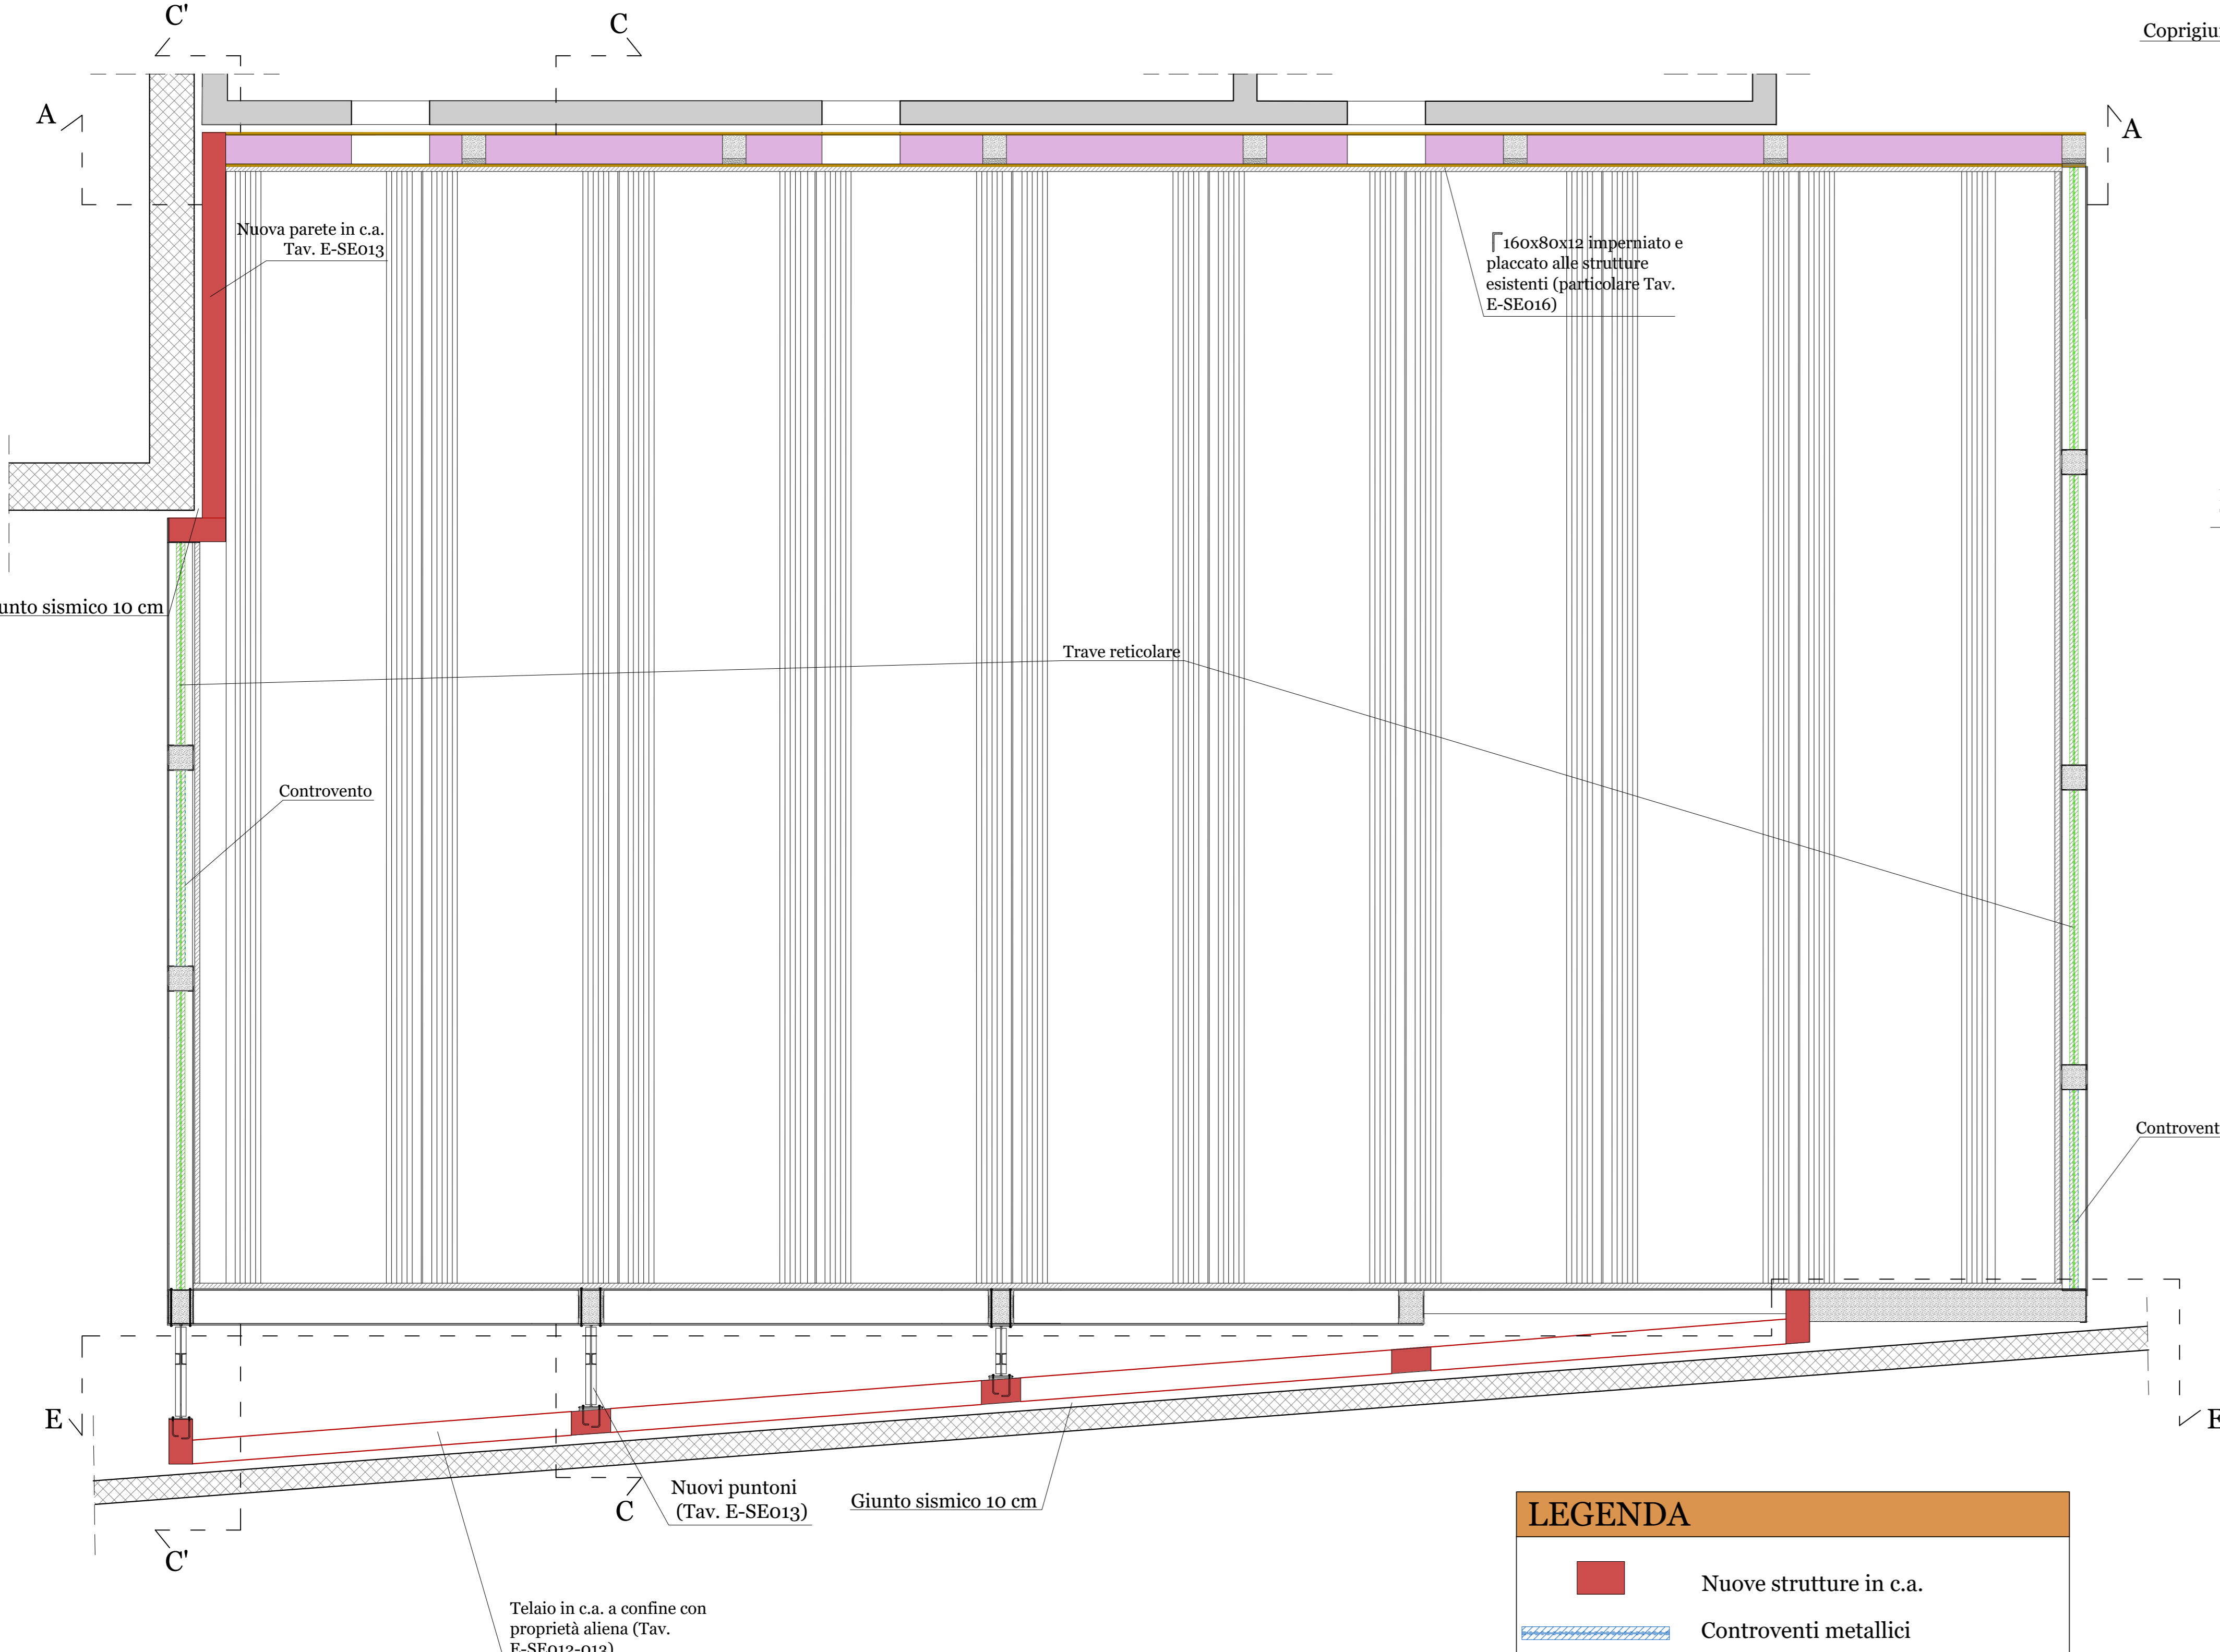 C'
C
Coprigiu
A
A
Nuova parete in c.a.
Tav. E-SE013
160x80x12 imperniato e
placcato alle strutture
esistenti (particolare Tav.
E-SE016)
unto sismico 10 cm
Trave reticolare
Controvento
Controvent
E
E
Nuovi puntoni
(Tav. E-SE013)
Giunto sismico 10 cm
C
C'
LEGENDA
Nuove strutture in c.a.
Controventi metallici
Telaio in c.a. a confine con
proprietà aliena (Tav.
E-SE012-013)